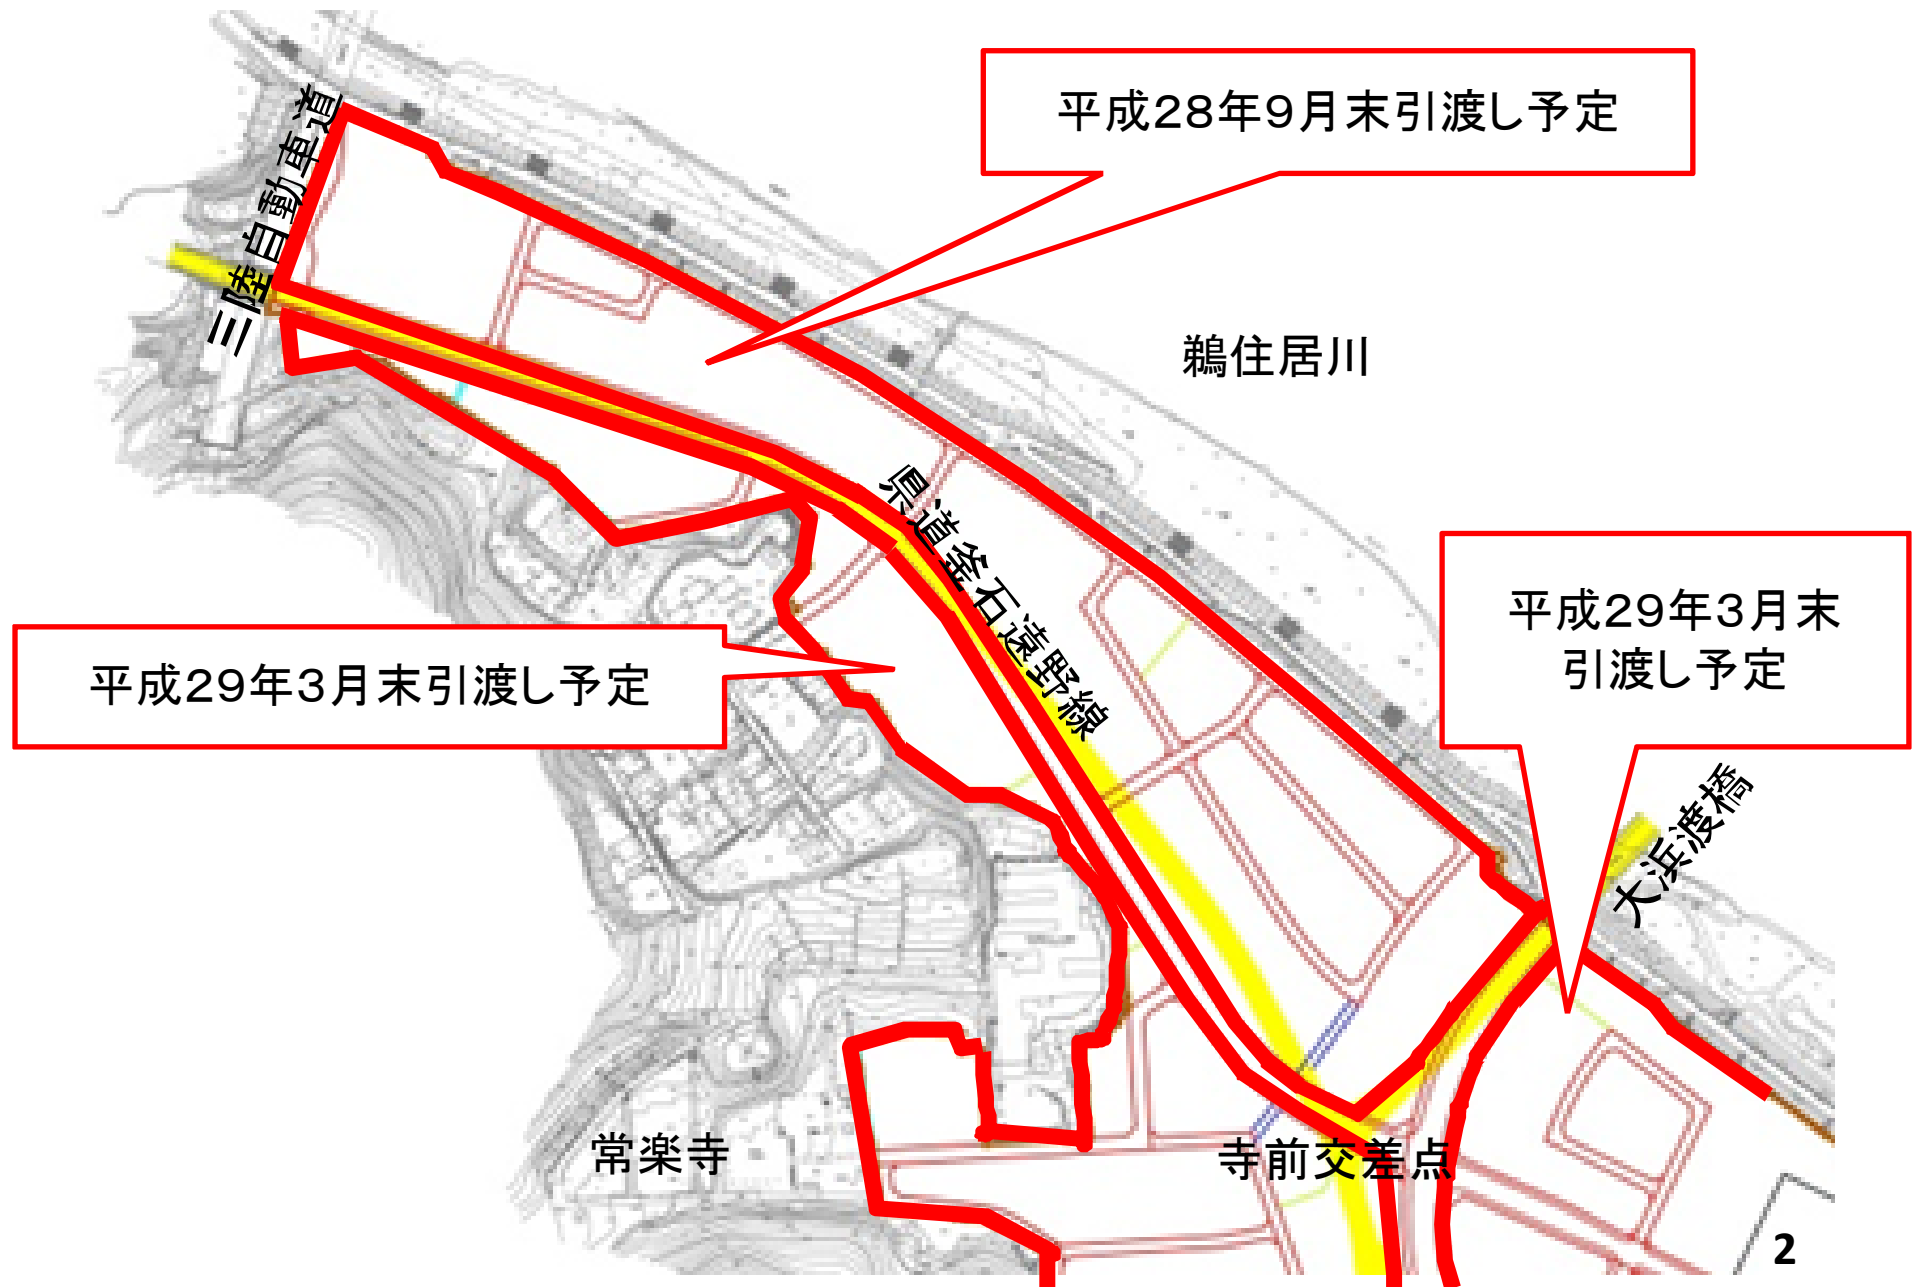 平成28年9月末引渡し予定
三陸自動車道
鵜住居川
県道釜石遠野線
平成29年3月末
引渡し予定
平成29年3月末引渡し予定
大浜渡橋
常楽寺
寺前交差点
2